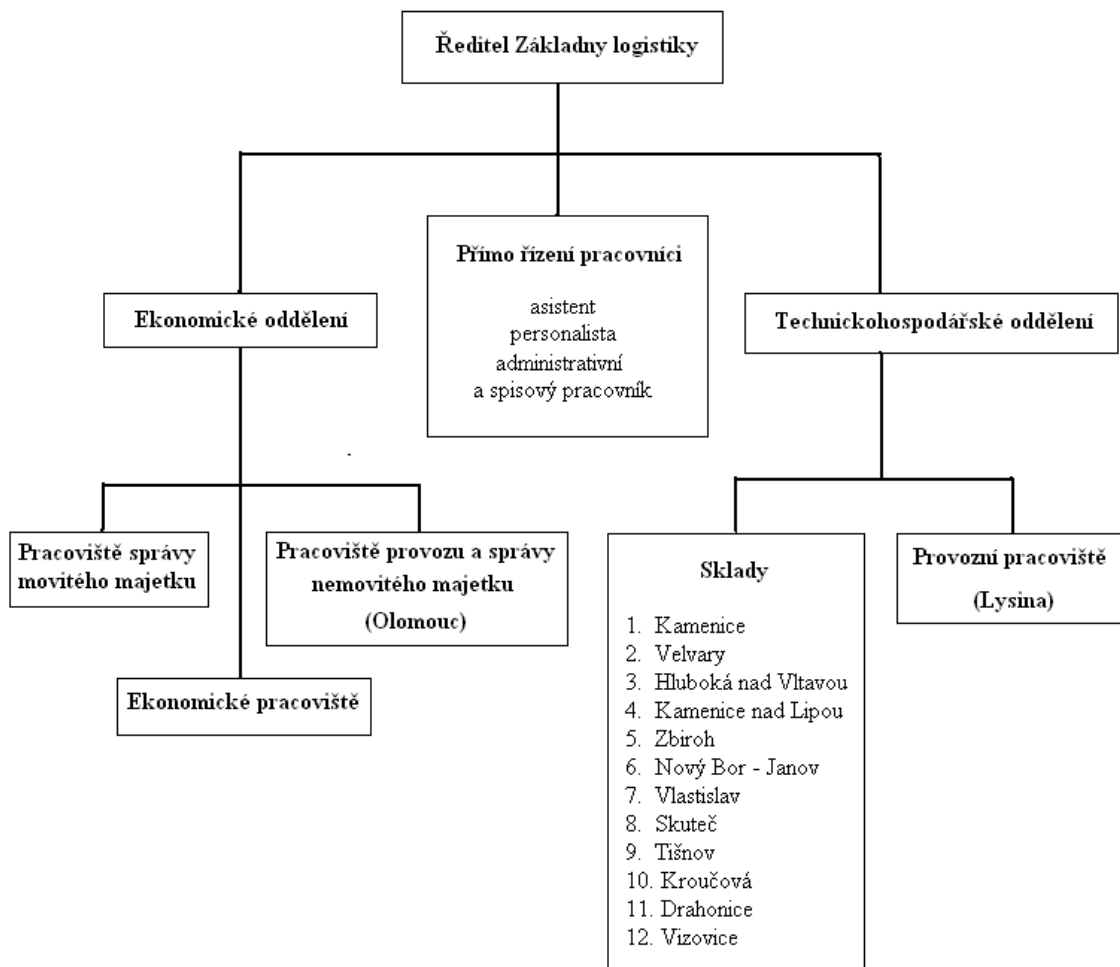 Ředitel Základny logistiky
Přímo řízení pracovníci
asistent
personalista
administrativní
a spisový pracovník
Ekonomické oddělení
Technickohospodářské oddělení
Pracoviště správy
movitého majetku
Pracoviště provozu a správy
nemovitého majetku
(Olomouc)
Ekonomické pracoviště
Sklady
1. Kamenice
2. Velvary
3. Hluboká nad Vltavou
4. Kamenice nad Lipou
5. Zbiroh
6. Nový Bor - Janov
7. Vlastislav
8. Skuteč
9. Tišnov
10. Kroučová
11. Drahonice
12. Vizovice
Provozní pracoviště
(Lysina)